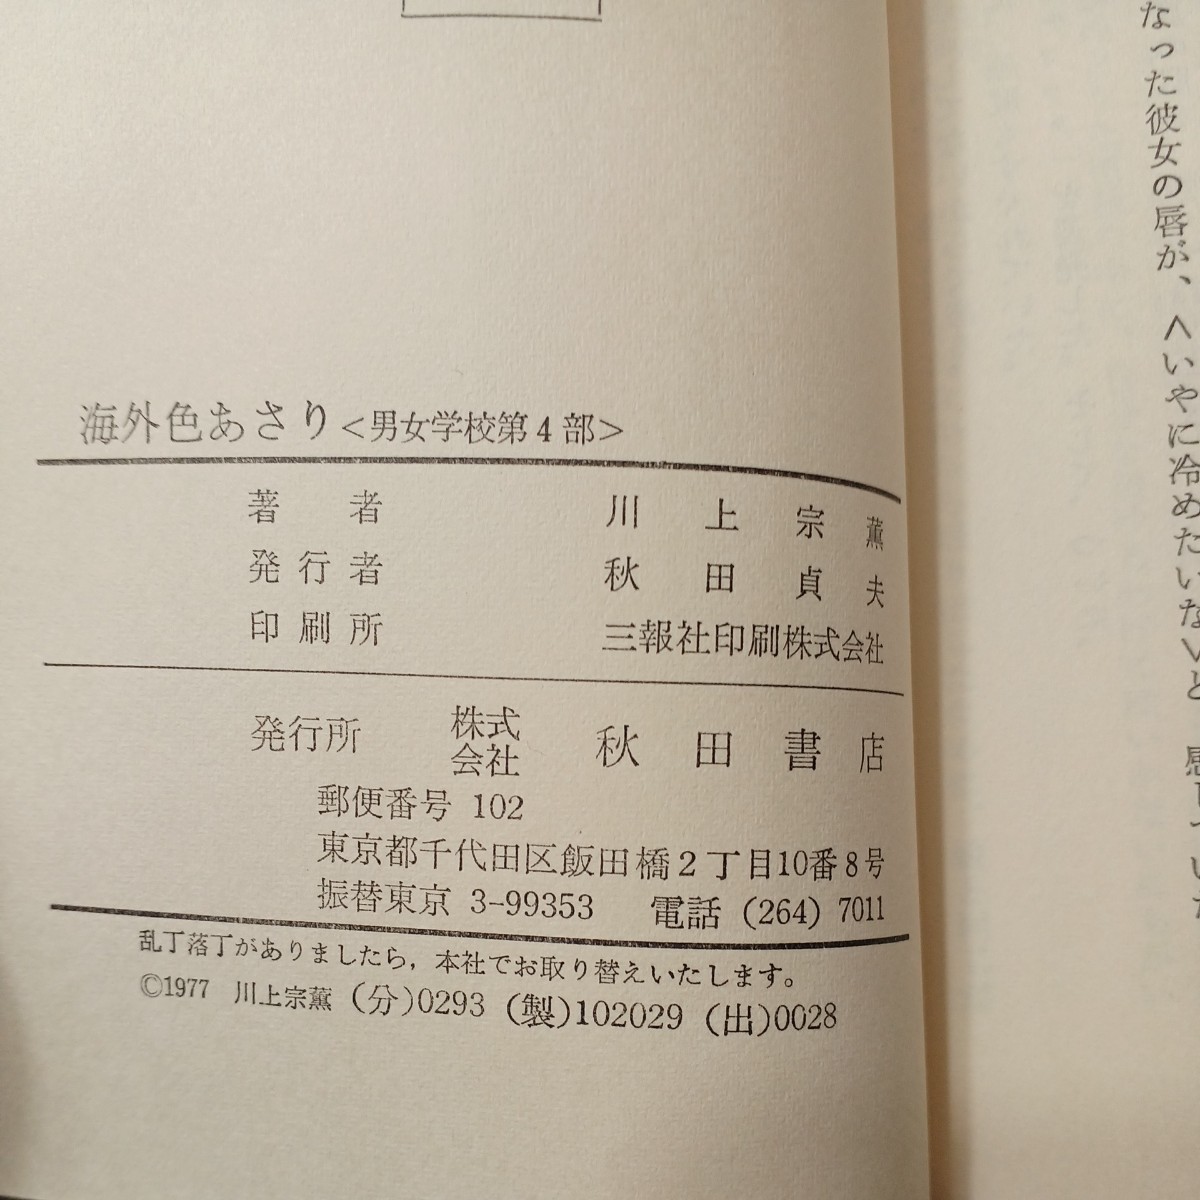 なった彼女の唇が、＜いやに冷めたいな＞と
海外色あさり＜男女学校第4部＞
著者 川上宗薫
発行者 秋田貞夫
印刷所 三報社印刷株式会社
発行所 株式会社 秋田書店
郵便番号 102
東京都千代田区飯田橋2丁目10番8号
振替東京 3-99353 電話 (264) 7011
乱丁落丁がありましたら，本社でお取り替えいたします。
©1977 川上宗薫 (分)0293 (製)102029 (出)0028